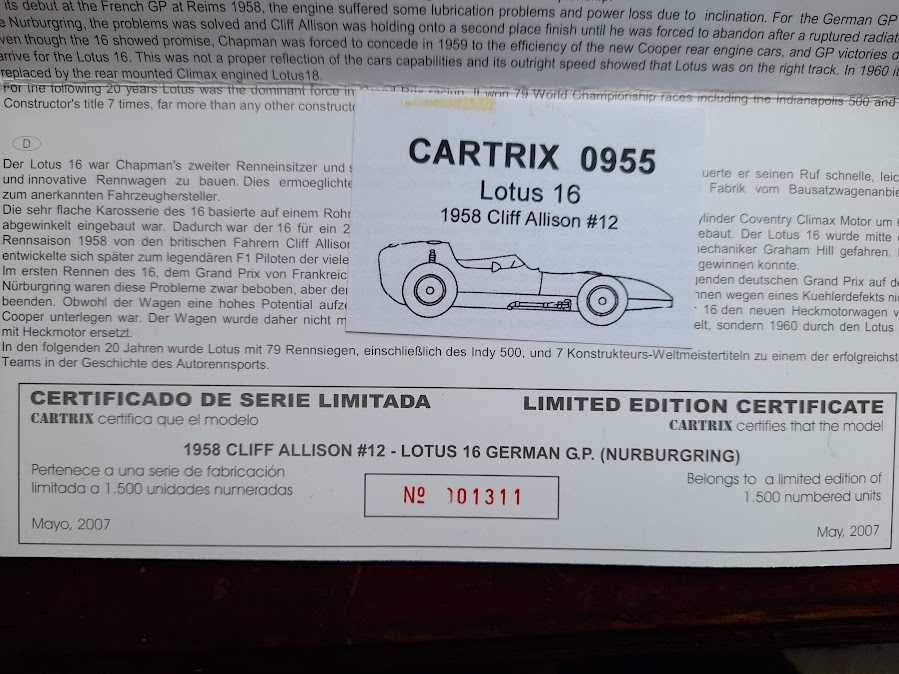 its debut at the French GP at Reims 1958, the engine suffered some lubrication problems and power loss due to inclination. For the German GP
Nurburgring, the problems was solved and Cliff Allison was holding onto a second place finish until he was forced to abandon after a ruptured
ven though the 16 showed promise, Chapman was forced to concede in 1959 to the efficiency of the new Cooper rear engine cars, and GP victories
arrive for the Lotus 16. This was not a proper reflection of the cars capabilities and its outright speed showed that Lotus was on the right track. In 1960 it
replaced by the rear mounted Climax engined Lotus18.
For the following 20 years Lotus was the dominant force in racing. It won 79 World Championship races including the Indianapolis 500 and
Constructor's title 7 times, far more than any other
D
Der Lotus 16 war Chapman's zweiter Renneinsitzer und
und innovative Rennwagen zu bauen. Dies ermoeglichte
zum anerkannten Fahrzeughersteller.
Die sehr flache Karosserie des 16 basierte auf einem
abgewinkelt eingebaut war. Dadurch war der 16 für ein
Rennsaison 1958 von den britischen Fahrern Cliff
entwickelte sich später zum legendären F1 Piloten der
Im ersten Rennen des 16, dem Grand Prix von
Nürburgring waren diese Probleme zwar beboben, aber
beenden. Obwohl der Wagen eine hohes Potential
Cooper unterlegen war. Der Wagen wurde daher nicht
mit Heckmotor ersetzt.
CARTRIX 0955
Lotus 16
1958 Cliff Allison #12
uerte er seinen Ruf schnelle,
Fabrik vom
ylinder Coventry Climax Motor um
ebaut. Der Lotus 16 wurde mitte
echaniker Graham Hill gefahren.
gewinnen konnte.
enden deutschen Grand Prix auf
nnen wegen eines Kuehlerdefekts
16 den neuen Heckmotorwagen
elt, sondern 1960 durch den Lotus
In den folgenden 20 Jahren wurde Lotus mit 79 Rennsiegen, einschließlich des Indy 500, und 7 Konstrukteurs-Weltmeistertiteln zu einem der
Teams in der Geschichte des Autorennsports.
CERTIFICADO DE SERIE LIMITADA
CARTRIX certifica que el modelo
LIMITED EDITION CERTIFICATE
CARTRIX certifies that the model
1958 CLIFF ALLISON #12 - LOTUS 16 GERMAN G.P. (NURBURGRING)
Pertenece a una serie de fabricación
limitada a 1.500 unidades numeradas
Nº 001311
Belongs to a limited edition of
1.500 numbered units
Mayo, 2007
May, 2007